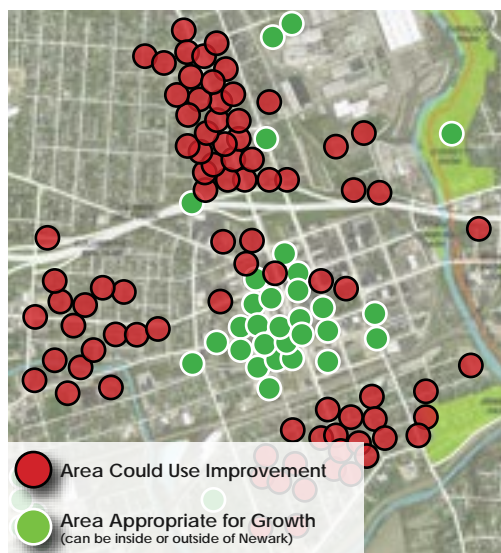 Area Could Use Improvement
Area Appropriate for Growth
(can be inside or outside of Newark)